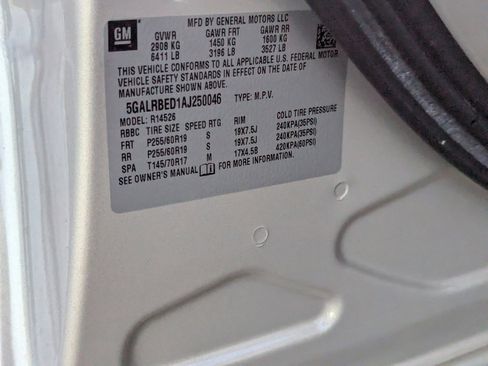 MFD BY GENERAL MOTORS LLC
GM
GVWR GAWR FRT GAWR RR
2908 KG 1450 KG 1600 KG
6411 LB 3196 LB 3527 LB
THIS VEHICLE CONFORMS TO ALL APPLICABLE U.S. FEDERAL MOTOR
VEHICLE SAFETY STANDARDS IN EFFECT ON THE DATE OF
MANUFACTURE SHOWN ABOVE.
5GALRBED1AJ250046 TYPE: M.P.V.
MODEL: R14526
RBBC TIRE SIZE SPEED RTG RIM COLD TIRE PRESSURE
FRT P255/60R19 S 19X7.5J 240KPA(35PSI)
RR P255/60R19 S 19X7.5J 240KPA(35PSI)
SPA T145/70R17 M 17X4.5B 420KPA(60PSI)
SEE OWNER'S MANUAL FOR MORE INFORMATION.